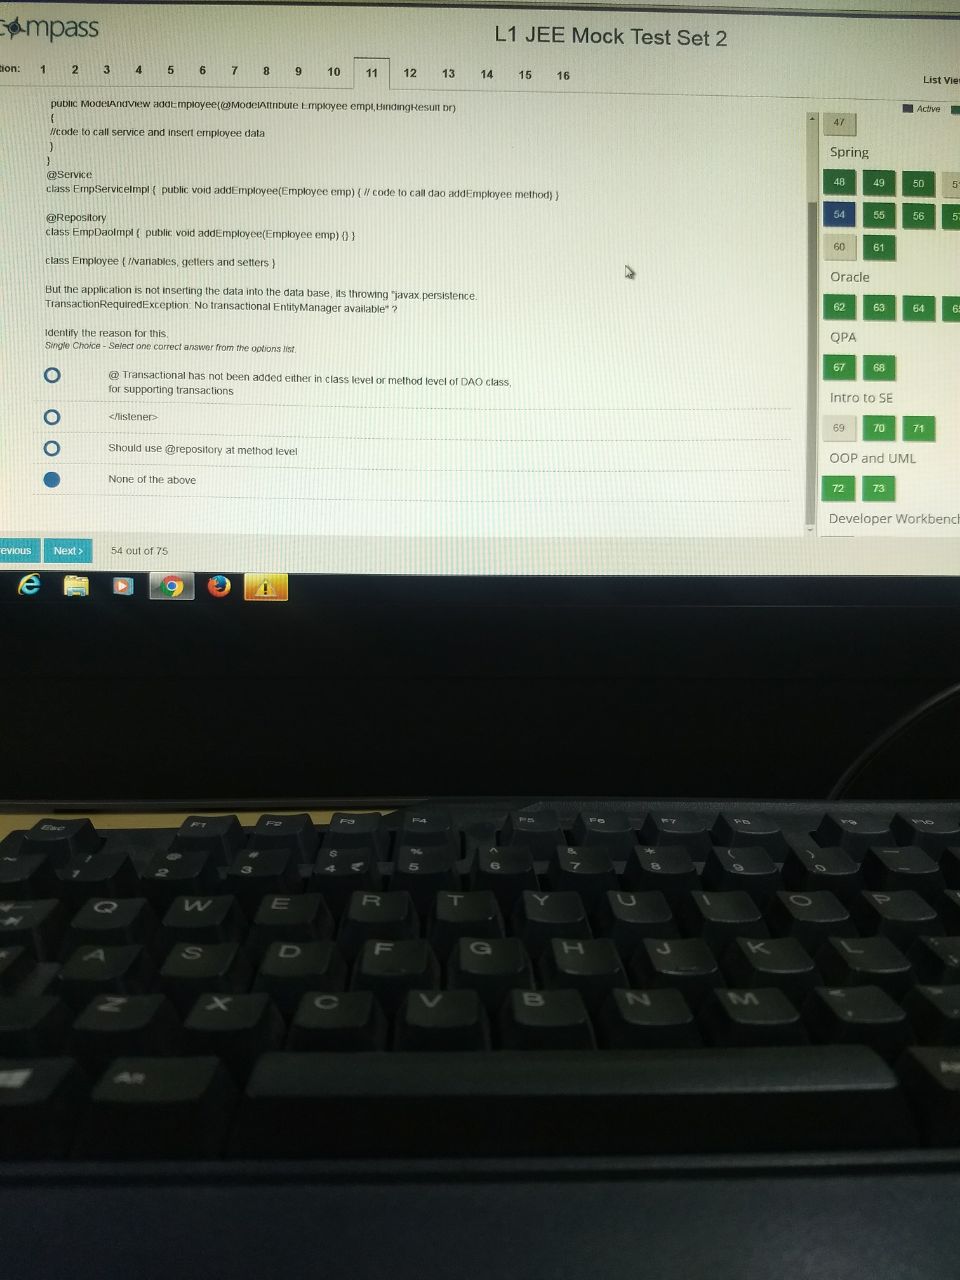 compass
L1 JEE Mock Test Set 2
1 2 3 4 5 6 7 8 9 10 11 12 13 14 15 16
Active
public ModelAndView addEmployee(@ModelAttribute Employee empl,BindingResult br)
{
//code to call service and insert employee data
}
}
@Service
class EmpServiceImpl { public void addEmployee(Employee emp) { // code to call dao addEmployee method} }
@Repository
class EmpDaoImpl { public void addEmployee(Employee emp) {} }
class Employee { //variables, getters and setters }
But the application is not inserting the data into the data base, its throwing "javax.persistence.
TransactionRequiredException: No transactional EntityManager available" ?
Identify the reason for this.
Single Choice - Select one correct answer from the options list.
@ Transactional has not been added either in class level or method level of DAO class,
for supporting transactions
</listener>
Should use @repository at method level
None of the above
evious
Next >
54 out of 75
47
Spring
48 49 50
54 55 56
60 61
Oracle
62 63 64
QPA
67 68
Intro to SE
69 70 71
OOP and UML
72 73
Developer Workbench
Esc F1 F2 F3 F4 F5 F6 F7 F8 F9 F10
~ ! @ # $ % ^ & * ( ) _
1 2 3 4 ₹ 5 6 7 8 9 0
Q W E R T Y U I O P
A S D F G H J K L
Z X C V B N M
Alt